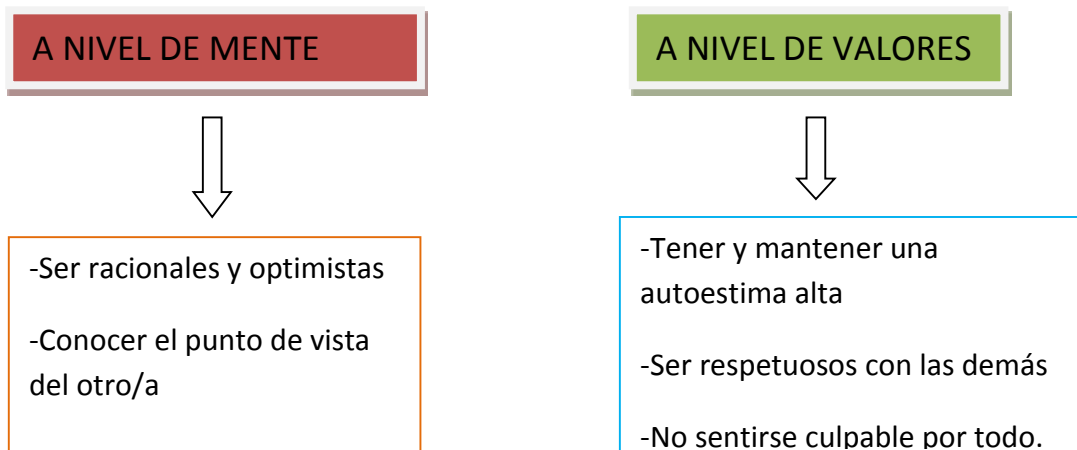 A NIVEL DE MENTE
-Ser racionales y optimistas
-Conocer el punto de vista
del otro/a
A NIVEL DE VALORES
-Tener y mantener una
autoestima alta
-Ser respetuosos con las demás
-No sentirse culpable por todo.